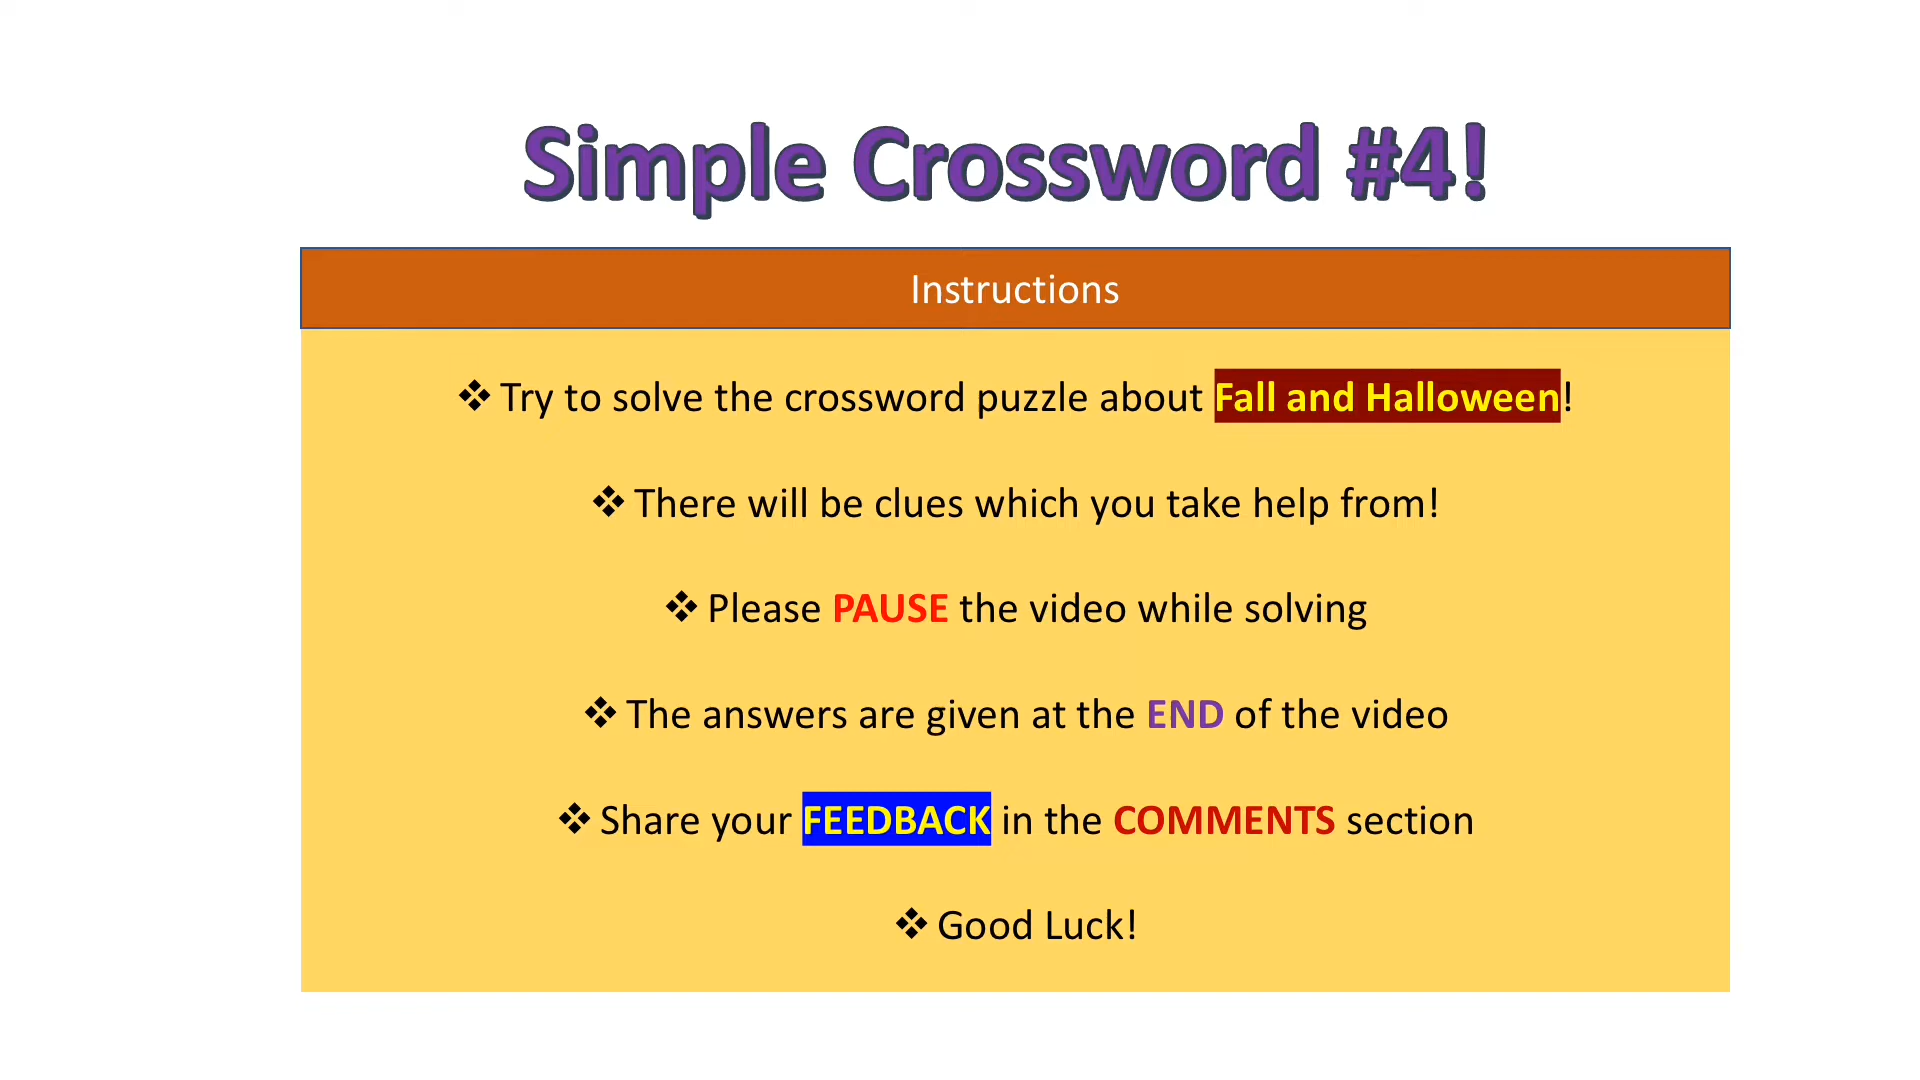 Simple Crossword #4!
Instructions
❖ Try to solve the crossword puzzle about Fall and Halloween!
❖ There will be clues which you take help from!
❖ Please PAUSE the video while solving
❖ The answers are given at the END of the video
❖ Share your FEEDBACK in the COMMENTS section
❖ Good Luck!